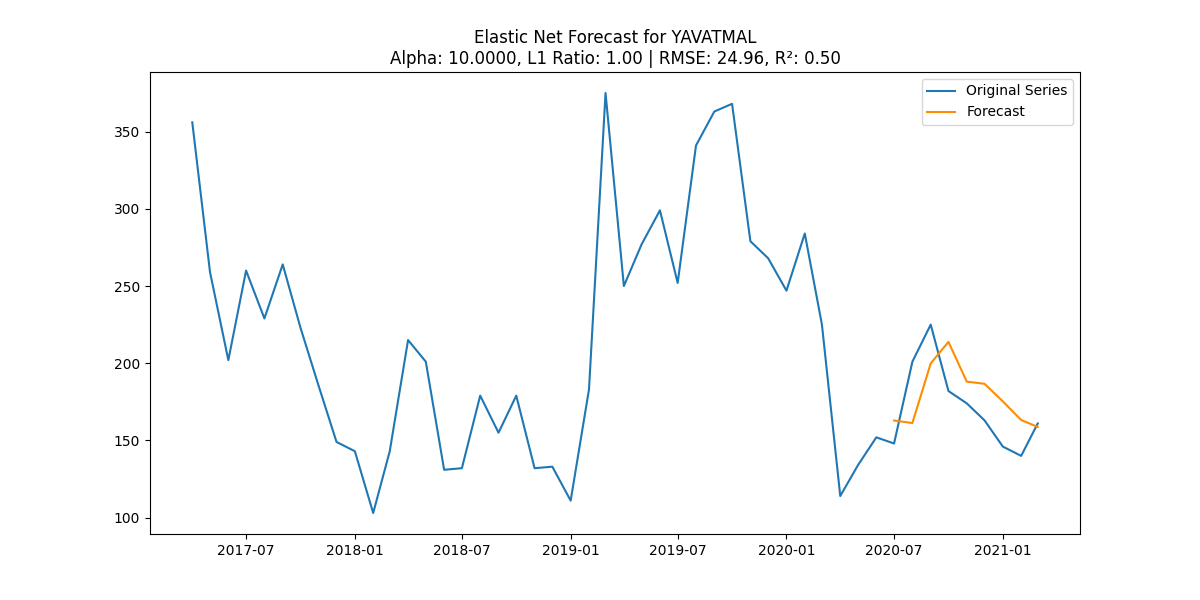 Elastic Net Forecast for YAVATMAL
Alpha: 10.0000, L1 Ratio: 1.00 | RMSE: 24.96, R²: 0.50
Original Series
Forecast
350
300
250
200
150
100
2017-07 2018-01 2018-07 2019-01 2019-07 2020-01 2020-07 2021-01